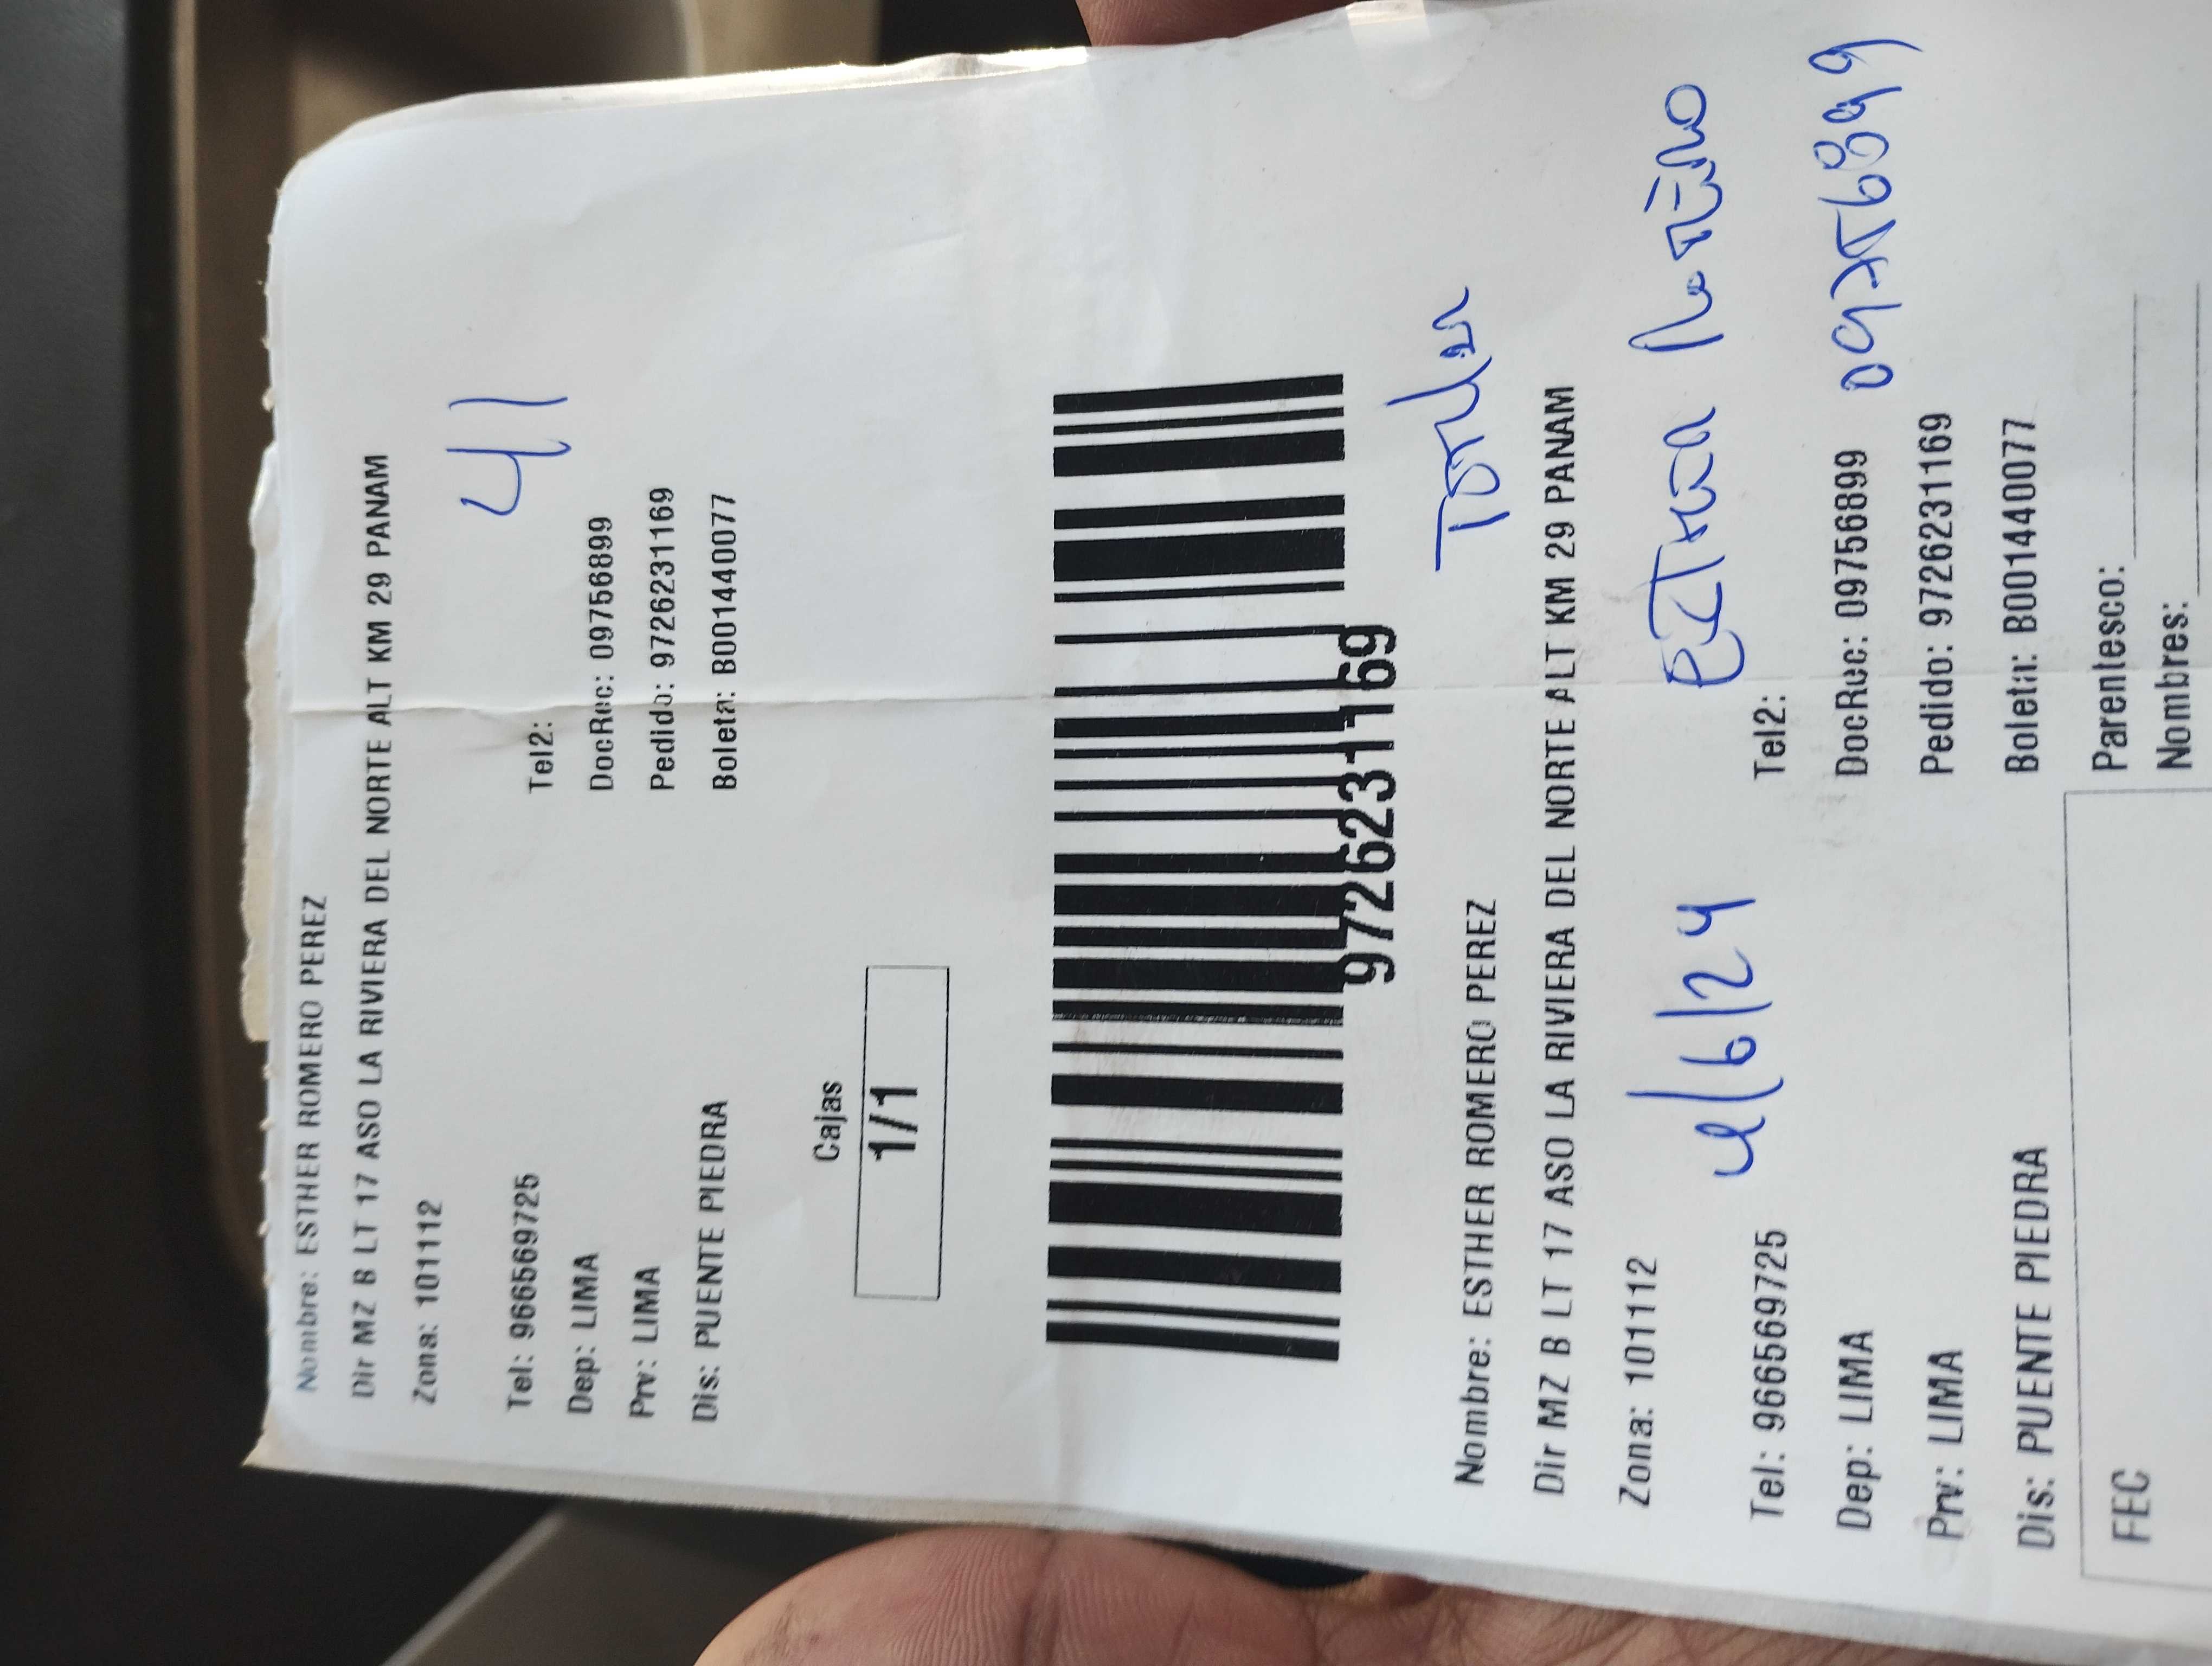 Nombre: ESTHER ROMERO PEREZ
Dir MZ B LT 17 ASO LA RIVIERA DEL NORTE ALT KM 29 PANAM
Zona: 101112
41
Tel: 966569725 Tel2:
Dep: LIMA DocRec: 09756899
Prv: LIMA Pedido: 9726231169
Dis: PUENTE PIEDRA Boleta: B001440077
Cajas
1/1
9726231169
Nombre: ESTHER ROMERO PEREZ
Dir MZ B LT 17 ASO LA RIVIERA DEL NORTE ALT KM 29 PANAM
Zona: 101112
4/6/24
Tel: 966569725 Tel2:
Dep: LIMA DocRec: 09756899 09756899
Prv: LIMA Pedido: 9726231169
Dis: PUENTE PIEDRA Boleta: B001440077
FEC
Parentesco:
Nombres: